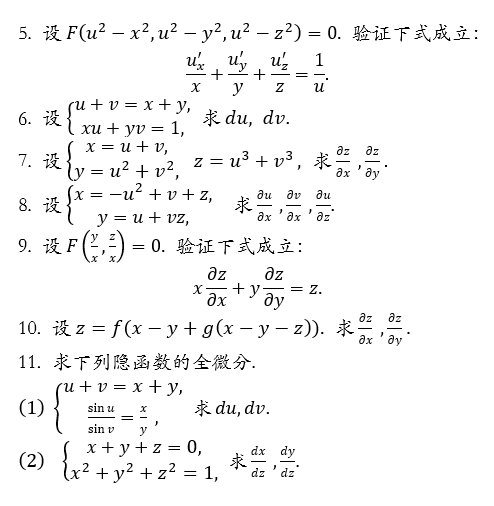 5. 设 F(u² − x², u² − y², u² − z²) = 0. 验证下式成立:
u′ₓ/x + u′ᵧ/y + u′_z/z = 1/u.
6. 设 { u + v = x + y, xu + yv = 1, 求 du, dv.
7. 设 { x = u + v, y = u² + v², z = u³ + v³, 求 ∂z/∂x, ∂z/∂y.
8. 设 { x = −u² + v + z, y = u + vz, 求 ∂u/∂x, ∂v/∂x, ∂u/∂z.
9. 设 F(y/x, z/x) = 0. 验证下式成立:
x ∂z/∂x + y ∂z/∂y = z.
10. 设 z = f(x − y + g(x − y − z)). 求 ∂z/∂x, ∂z/∂y.
11. 求下列隐函数的全微分.
(1) { u + v = x + y, sin u/sin v = x/y, 求 du, dv.
(2) { x + y + z = 0, x² + y² + z² = 1, 求 dx/dz, dy/dz.